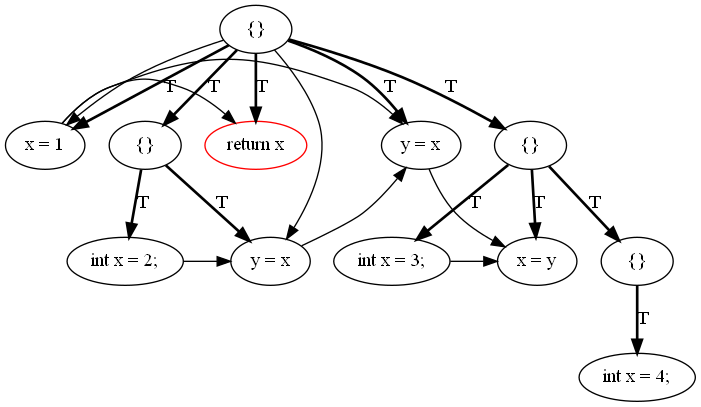 {}
T
T
T
T
T
x = 1
{}
return x
y = x
{}
T
T
T
T
T
int x = 2;
y = x
int x = 3;
x = y
{}
T
int x = 4;